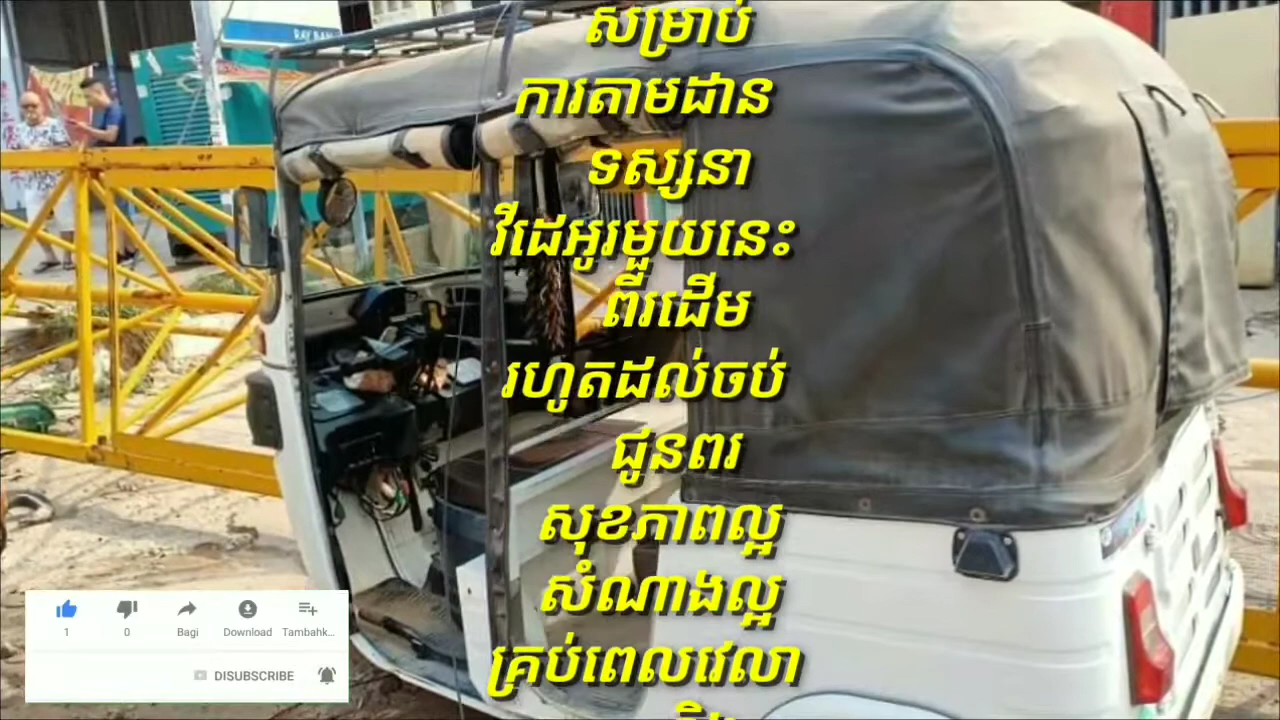 RAY BAN
សម្រាប់
ការតាមដាន
ទស្សនា
វីដេអូរមួយនេះ
ពីរដើម
រហូតដល់ចប់
ជូនពរ
សុខភាពល្អ
សំណាងល្អ
គ្រប់ពេលវេលា
1
0
Bagi
Download
Tambahk...
DISUBSCRIBE